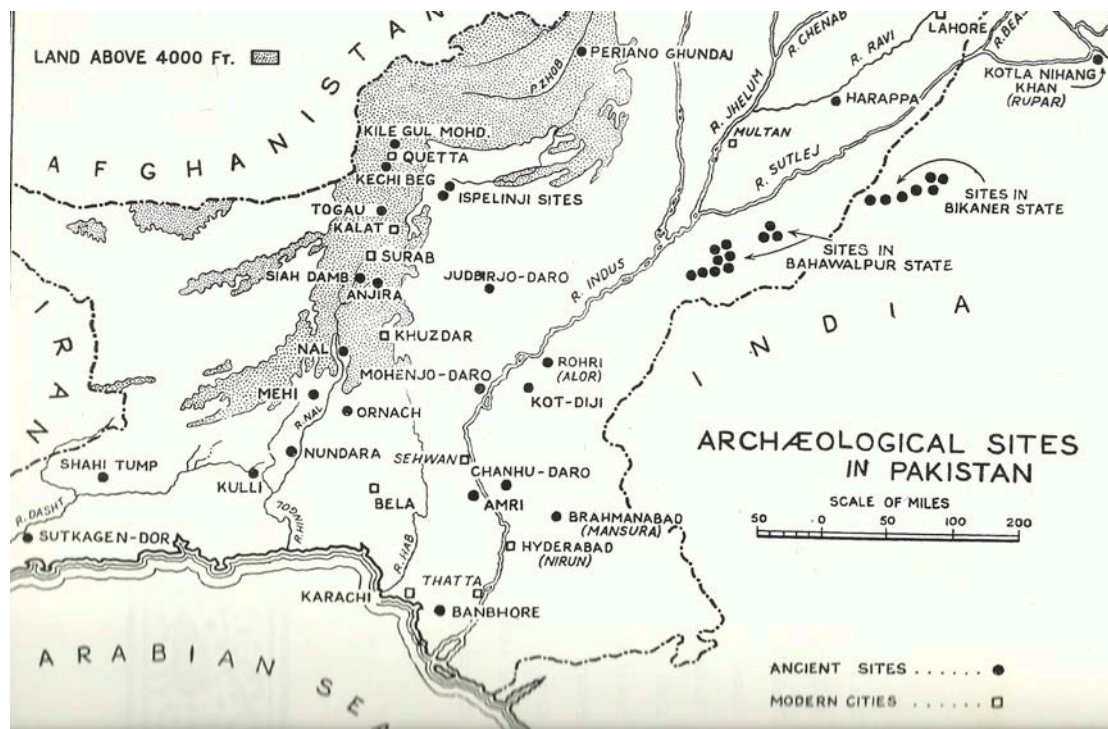 LAND ABOVE 4000 FT.
AFGHANISTAN
IRAN
INDIA
ARABIAN SEA
P. ZHOB
PERIANO GHUNDAJ
R. CHENAB
LAHORE
R. BEAS
R. RAVI
KOTLA NIHANG
KHAN
(RUPAR)
R. JHELUM
HARAPPA
MULTAN
R. SUTLEJ
KILE GUL MOHD.
QUETTA
KECHI BEG
ISPELINJI SITES
TOGAU
KALAT
SITES IN
BIKANER STATE
SURAB
SITES IN
BAHAWALPUR STATE
SIAH DAMB
ANJIRA
JUDBIRJO-DARO
R. INDUS
KHUZDAR
NAL
ROHRI
(ALOR)
MOHENJO-DARO
KOT-DIJI
MEHI
R. NAL
ORNACH
NUNDARA
SEHWAN
CHANHU-DARO
SHAHI TUMP
KULLI
BELA
AMRI
R. DASHT
R. HINGOL
R. HAB
BRAHMANABAD
(MANSURA)
SUTKAGEN-DOR
HYDERABAD
(NIRUN)
THATTA
KARACHI
BANBHORE
ARCHÆOLOGICAL SITES
IN PAKISTAN
SCALE OF MILES
50 0 50 100 200
ANCIENT SITES . . . . . .
MODERN CITIES . . . . . .